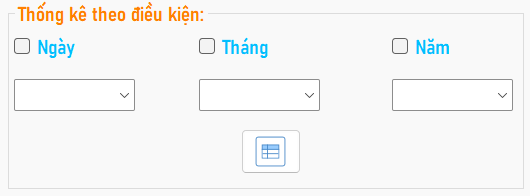 Thống kê theo điều kiện:
Ngày Tháng Năm